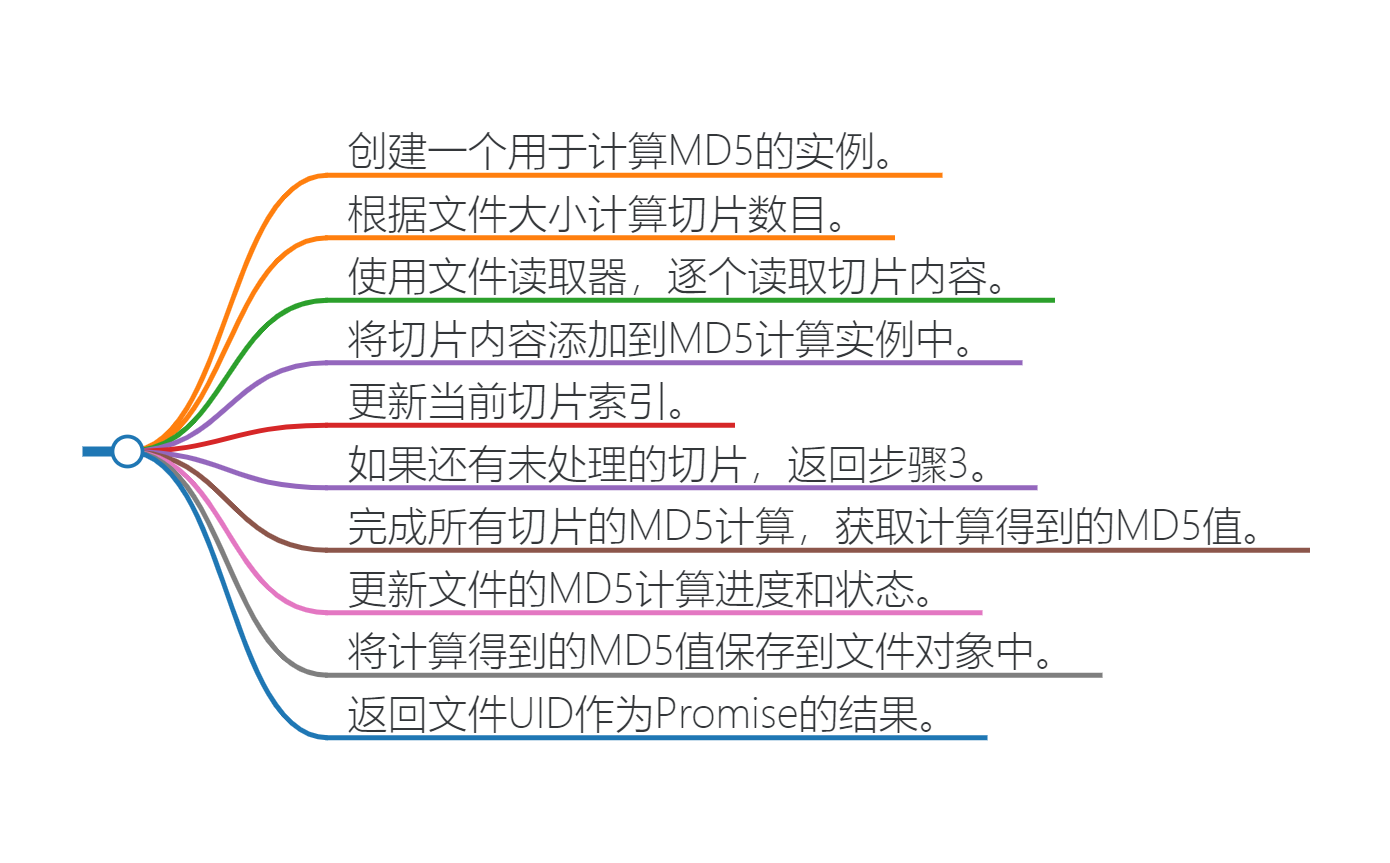 创建一个用于计算MD5的实例。
根据文件大小计算切片数目。
使用文件读取器，逐个读取切片内容。
将切片内容添加到MD5计算实例中。
更新当前切片索引。
如果还有未处理的切片，返回步骤3。
完成所有切片的MD5计算，获取计算得到的MD5值。
更新文件的MD5计算进度和状态。
将计算得到的MD5值保存到文件对象中。
返回文件UID作为Promise的结果。